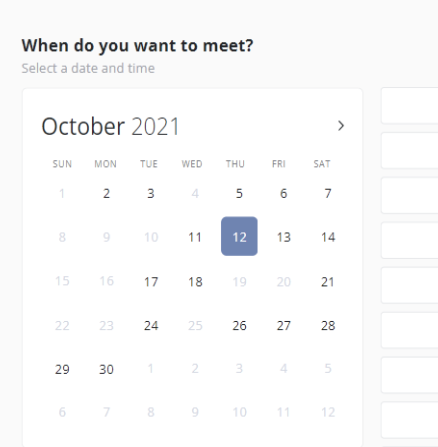 When do you want to meet?
Select a date and time
October 2021
SUN MON TUE WED THU FRI SAT
1 2 3 4 5 6 7
8 9 10 11 12 13 14
15 16 17 18 19 20 21
22 23 24 25 26 27 28
29 30 1 2 3 4 5
6 7 8 9 10 11 12